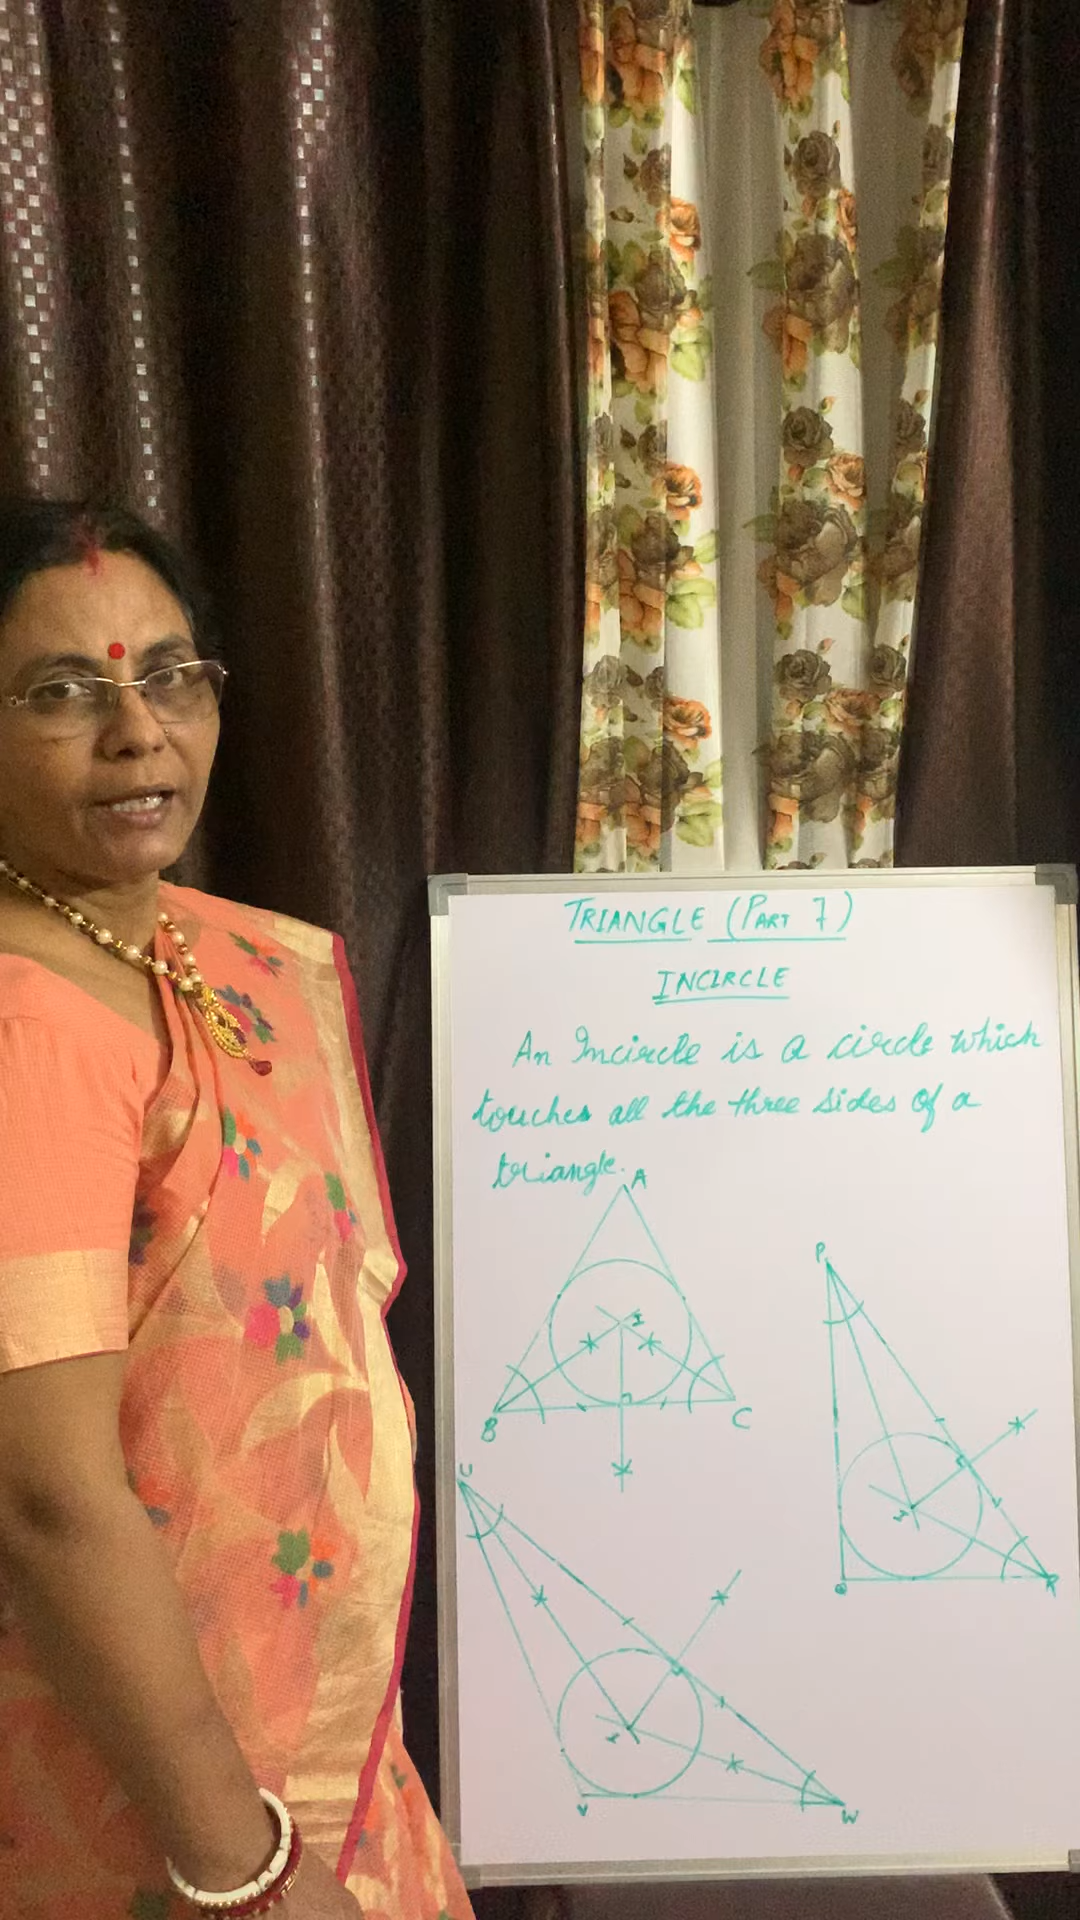 TRIANGLE (PART 7)
INCIRCLE
An Incircle is a circle which
touches all the three sides of a
triangle.
A
I
B
C
P
I
Q
R
U
I
V
W